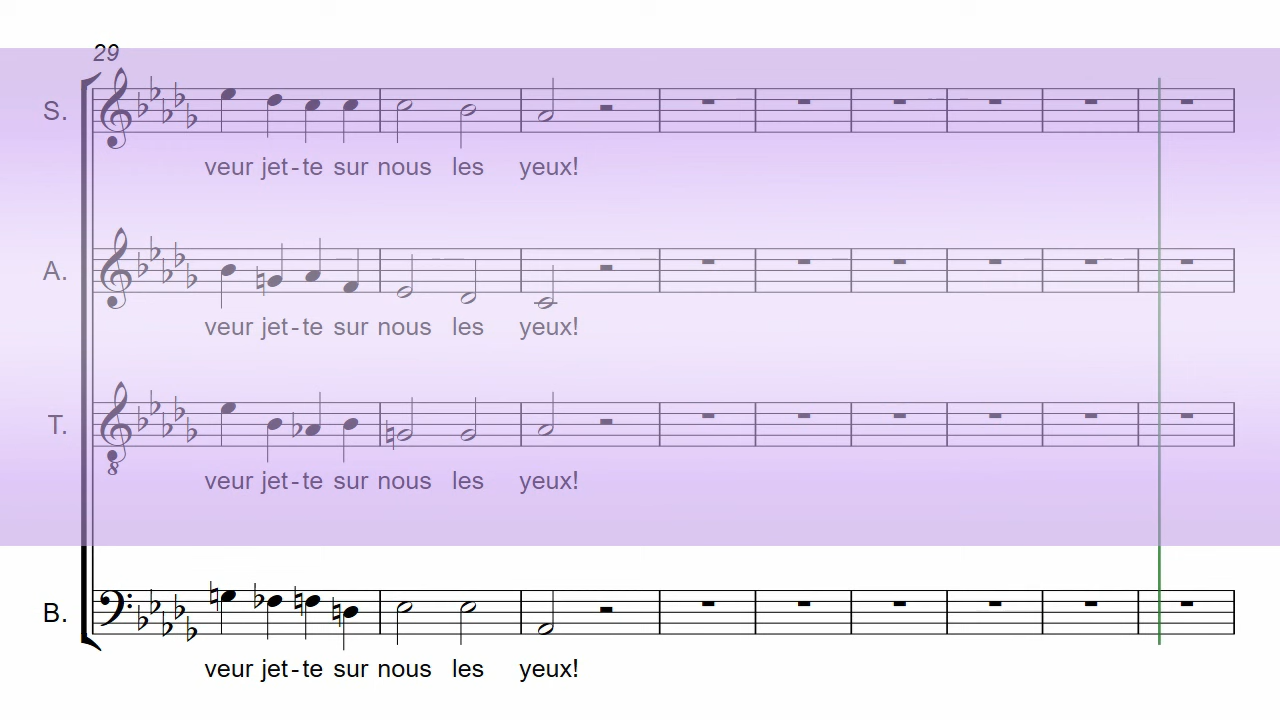 29
S.
veur jet-te sur nous les yeux!
A.
veur jet-te sur nous les yeux!
T.
8
veur jet-te sur nous les yeux!
B.
veur jet-te sur nous les yeux!